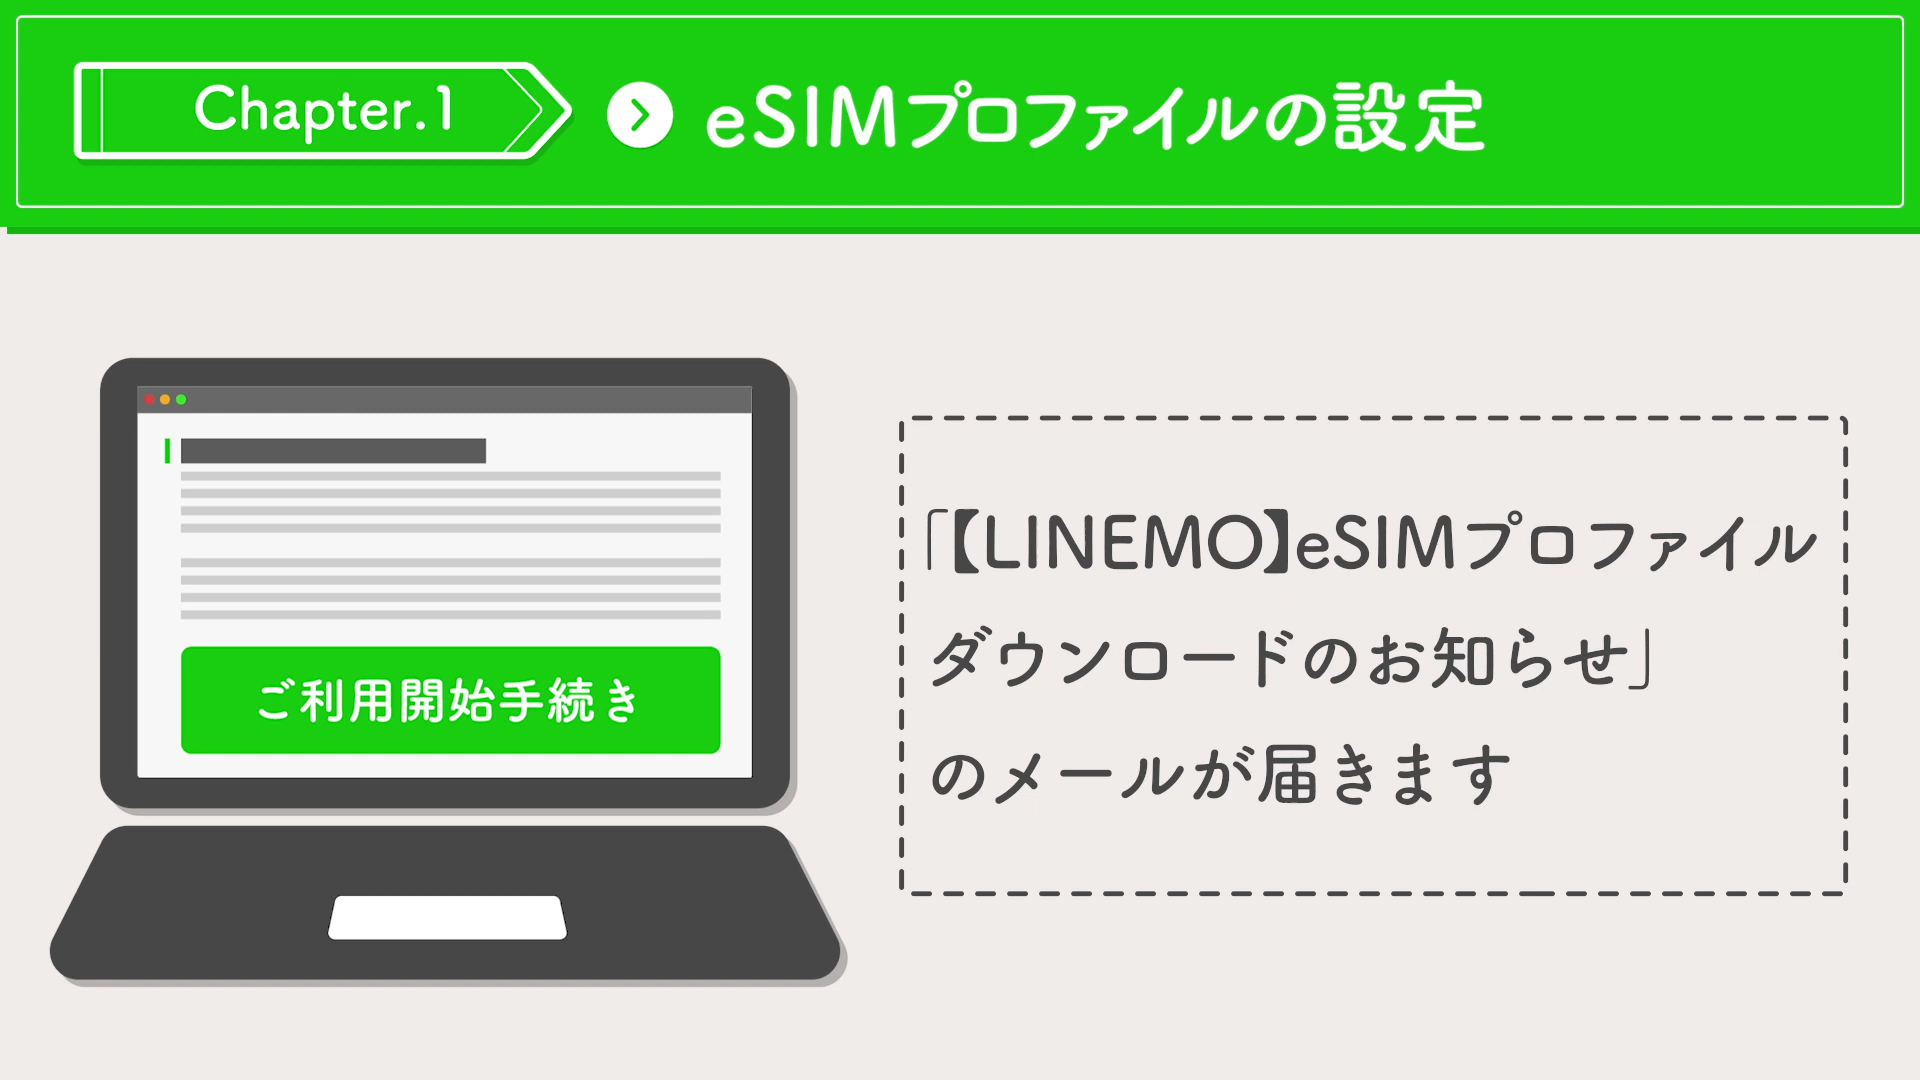 Chapter.1
eSIMプロファイルの設定
ご利用開始手続き
「【LINEMO】eSIMプロファイル
ダウンロードのお知らせ」
のメールが届きます